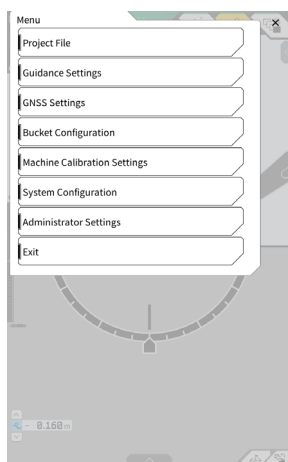 Menu
Project File
Guidance Settings
GNSS Settings
Bucket Configuration
Machine Calibration Settings
System Configuration
Administrator Settings
Exit
- 0.160 m